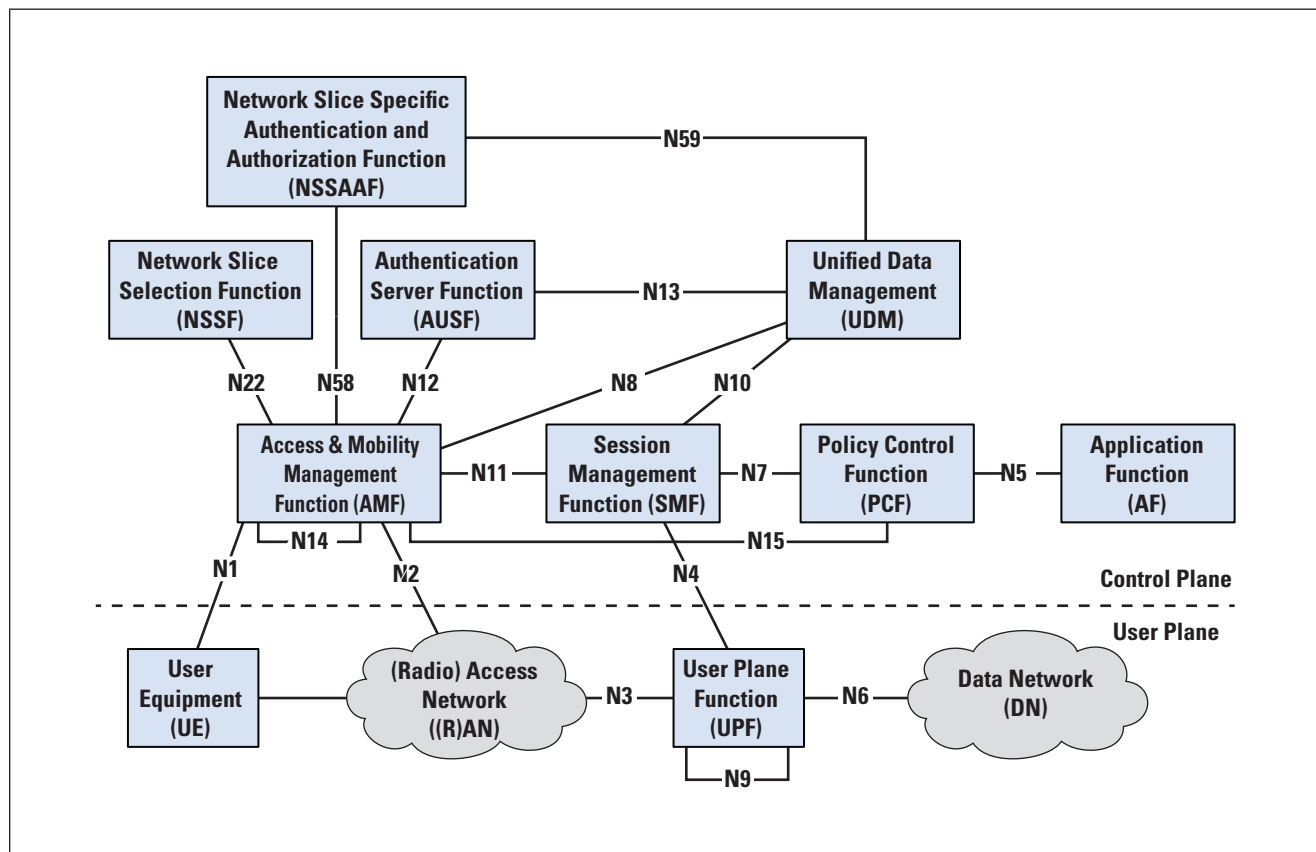 Network Slice Specific
Authentication and
Authorization Function
(NSSAAF)
N59
Network Slice
Selection Function
(NSSF)
Authentication
Server Function
(AUSF)
N13
Unified Data
Management
(UDM)
N22
N58
N12
N8
N10
Access & Mobility
Management
Function (AMF)
N11
Session
Management
Function (SMF)
N7
Policy Control
Function
(PCF)
N5
Application
Function
(AF)
N14
N15
N1
N2
N4
Control Plane
User Plane
User
Equipment
(UE)
(Radio) Access
Network
((R)AN)
N3
User Plane
Function
(UPF)
N6
Data Network
(DN)
N9